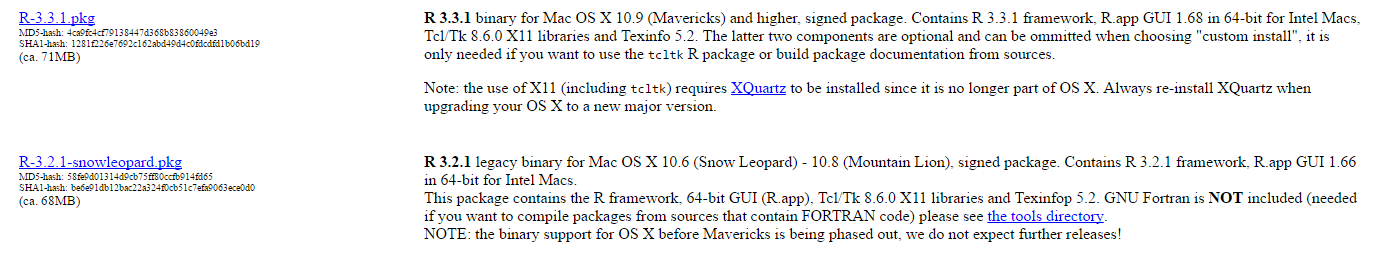 R-3.3.1.pkg
MD5-hash: 4ca9fc4cf79138447d368b83860049e3
SHA1-hash: 1281f226e7692c162abd49d4c0fdcdfd1b06bd19
(ca. 71MB)
R 3.3.1 binary for Mac OS X 10.9 (Mavericks) and higher, signed package. Contains R 3.3.1 framework, R.app GUI 1.68 in 64-bit for Intel Macs,
Tcl/Tk 8.6.0 X11 libraries and Texinfo 5.2. The latter two components are optional and can be ommitted when choosing "custom install", it is
only needed if you want to use the tcltk R package or build package documentation from sources.
Note: the use of X11 (including tcltk) requires XQuartz to be installed since it is no longer part of OS X. Always re-install XQuartz when
upgrading your OS X to a new major version.
R-3.2.1-snowleopard.pkg
MD5-hash: 58fe9d01314d9cb75ff80ccfb914fd65
SHA1-hash: be6e91db12bac22a324f0cb51c7efa9063ece0d0
(ca. 68MB)
R 3.2.1 legacy binary for Mac OS X 10.6 (Snow Leopard) - 10.8 (Mountain Lion), signed package. Contains R 3.2.1 framework, R.app GUI 1.66
in 64-bit for Intel Macs.
This package contains the R framework, 64-bit GUI (R.app), Tcl/Tk 8.6.0 X11 libraries and Texinfop 5.2. GNU Fortran is NOT included (needed
if you want to compile packages from sources that contain FORTRAN code) please see the tools directory.
NOTE: the binary support for OS X before Mavericks is being phased out, we do not expect further releases!